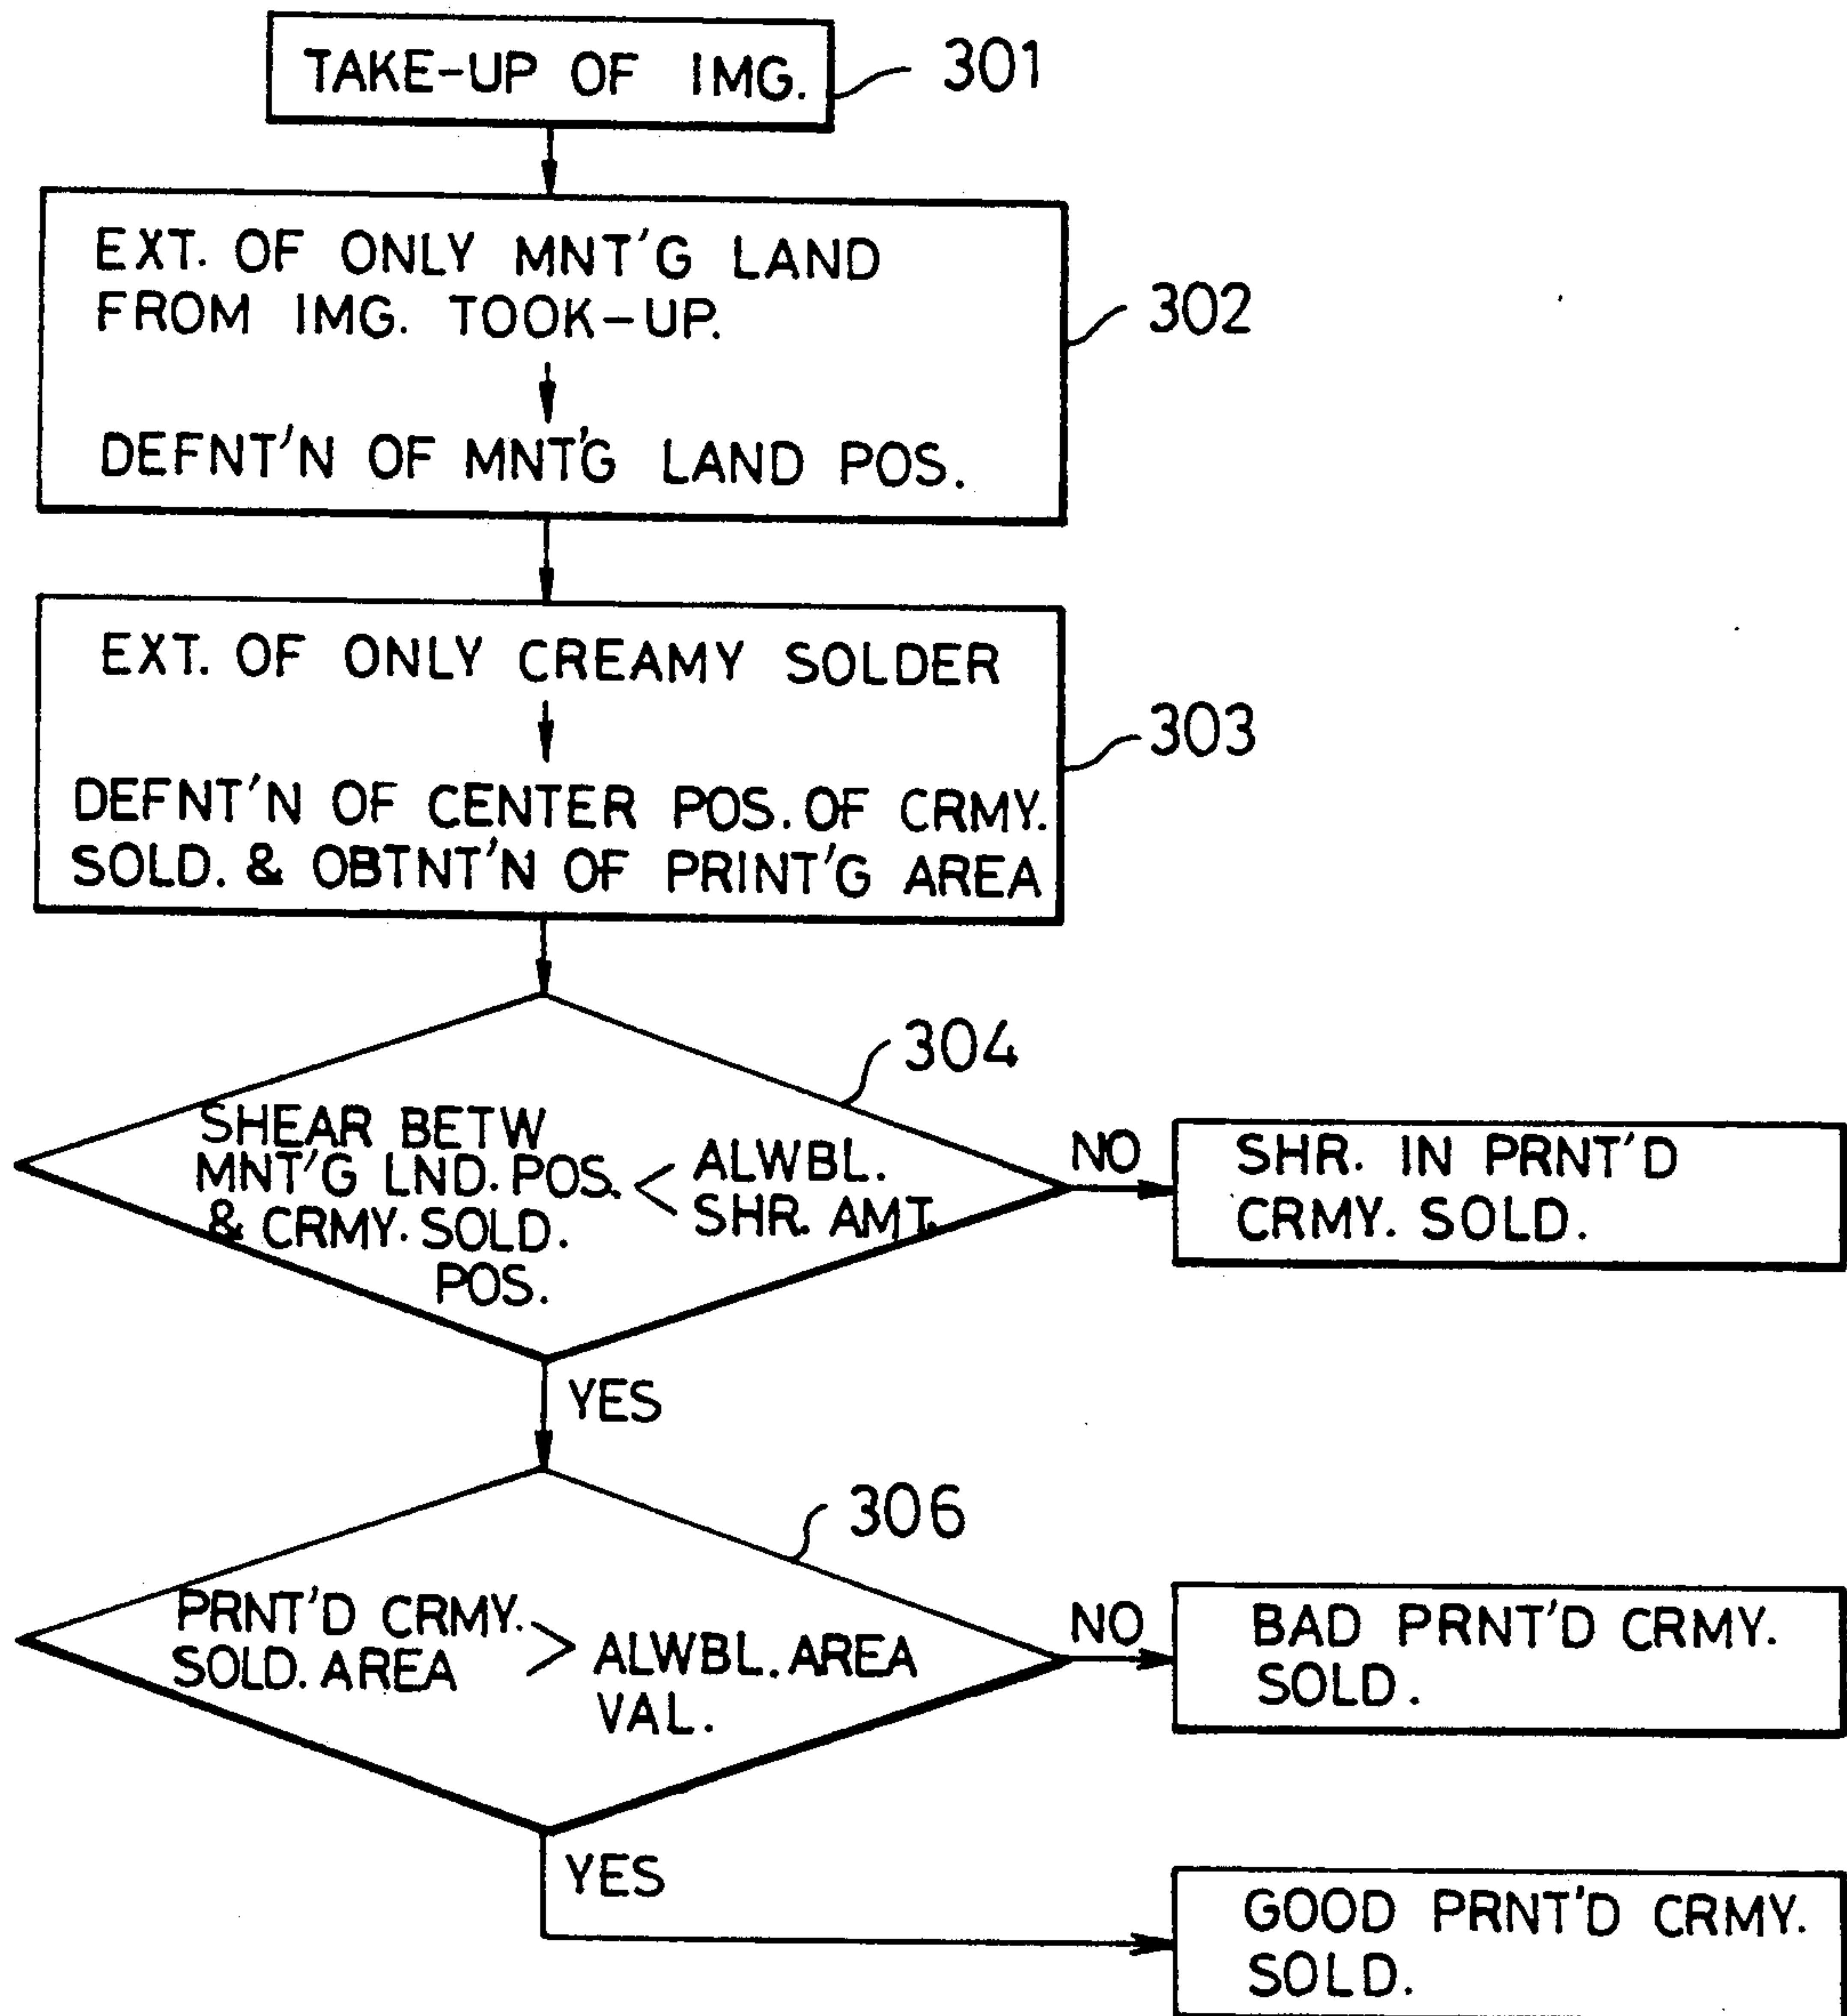 TAKE-UP OF IMG.
301
EXT. OF ONLY MNT'G LAND
FROM IMG. TOOK-UP.
302
DEFNT'N OF MNT'G LAND POS.
EXT. OF ONLY CREAMY SOLDER
303
DEFNT'N OF CENTER POS. OF CRMY.
SOLD. & OBTNT'N OF PRINT'G AREA
304
SHEAR BETW
MNT'G LND. POS.
& CRMY. SOLD.
POS.
<
ALWBL.
SHR. AMT.
NO
SHR. IN PRNT'D
CRMY. SOLD.
YES
306
PRNT'D CRMY.
SOLD. AREA
>
ALWBL. AREA
VAL.
NO
BAD PRNT'D CRMY.
SOLD.
YES
GOOD PRNT'D CRMY.
SOLD.